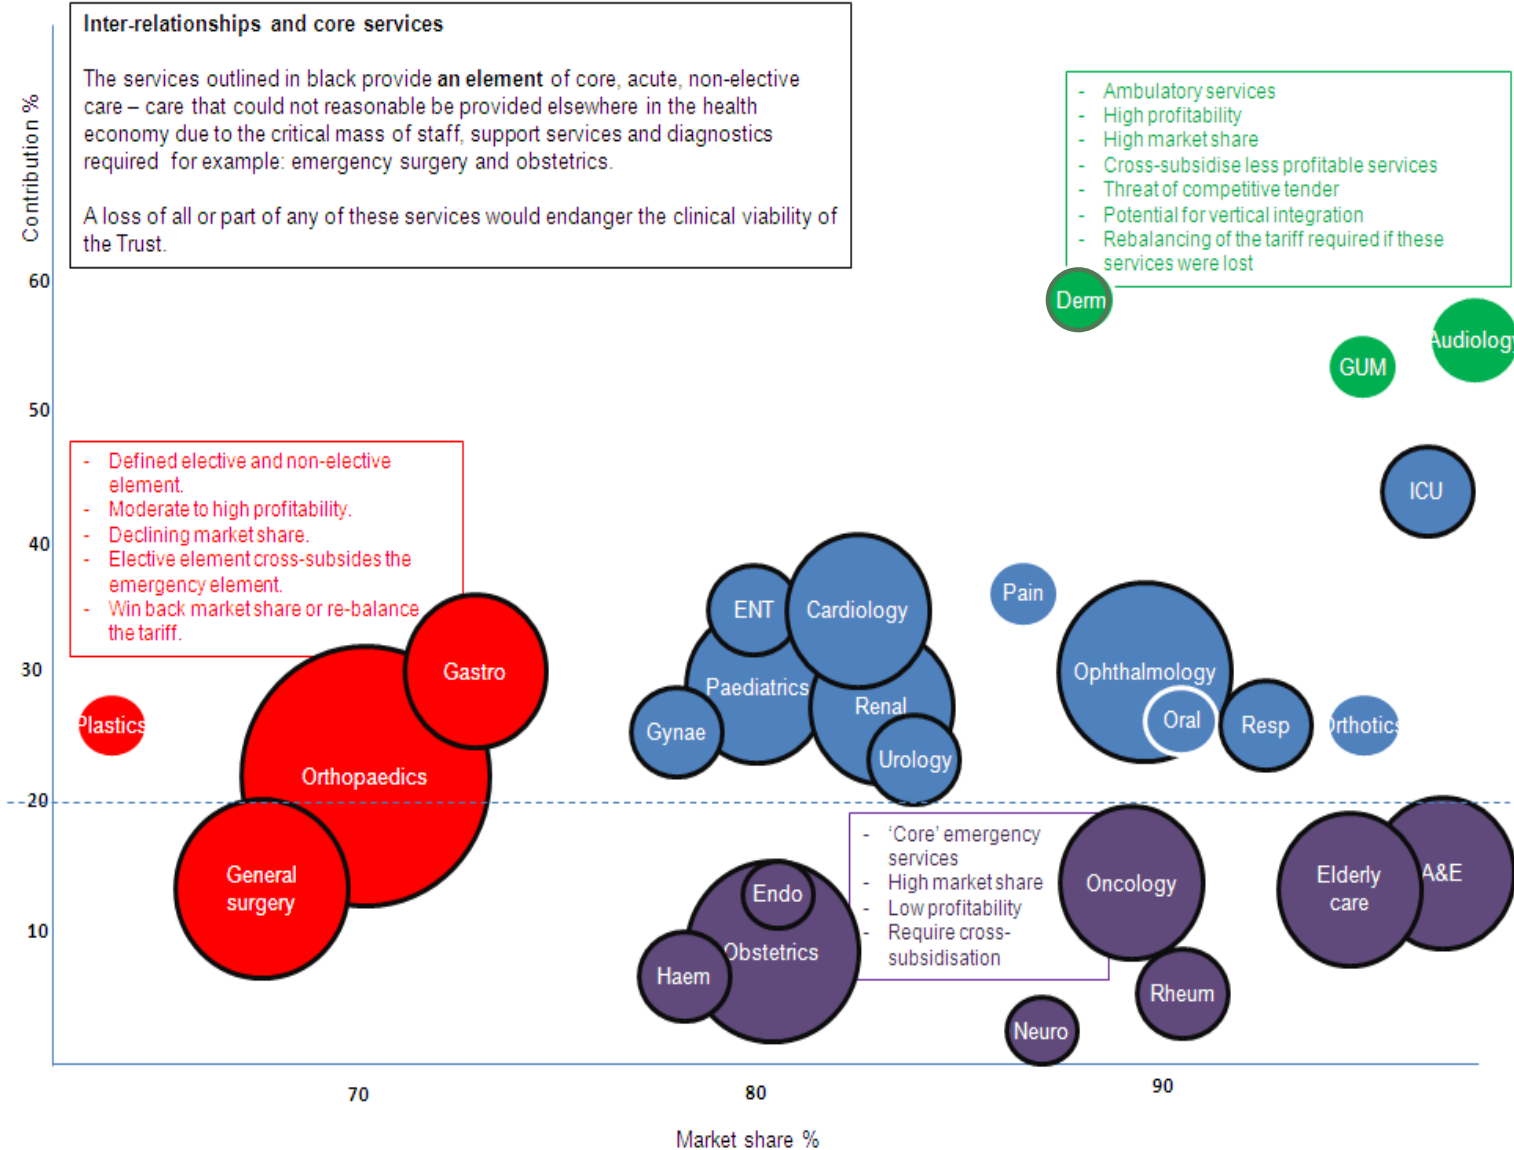 Inter-relationships and core services
The services outlined in black provide an element of core, acute, non-elective
care – care that could not reasonable be provided elsewhere in the health
economy due to the critical mass of staff, support services and diagnostics
required for example: emergency surgery and obstetrics.
A loss of all or part of any of these services would endanger the clinical viability of
the Trust.
- Ambulatory services
- High profitability
- High market share
- Cross-subsidise less profitable services
- Threat of competitive tender
- Potential for vertical integration
- Rebalancing of the tariff required if these
services were lost
Contribution %
60
50
40
30
20
10
Derm
GUM
Audiology
ICU
- Defined elective and non-elective
element.
- Moderate to high profitability.
- Declining market share.
- Elective element cross-subsides the
emergency element.
- Win back market share or re-balance
the tariff.
Plastics
Gastro
Orthopaedics
General
surgery
ENT
Cardiology
Paediatrics
Gynae
Renal
Urology
Pain
Ophthalmology
Oral
Resp
Orthotics
- ‘Core’ emergency
services
- High market share
- Low profitability
- Require cross-
subsidisation
Endo
Obstetrics
Haem
Oncology
Neuro
Rheum
Elderly
care
A&E
70
80
90
Market share %